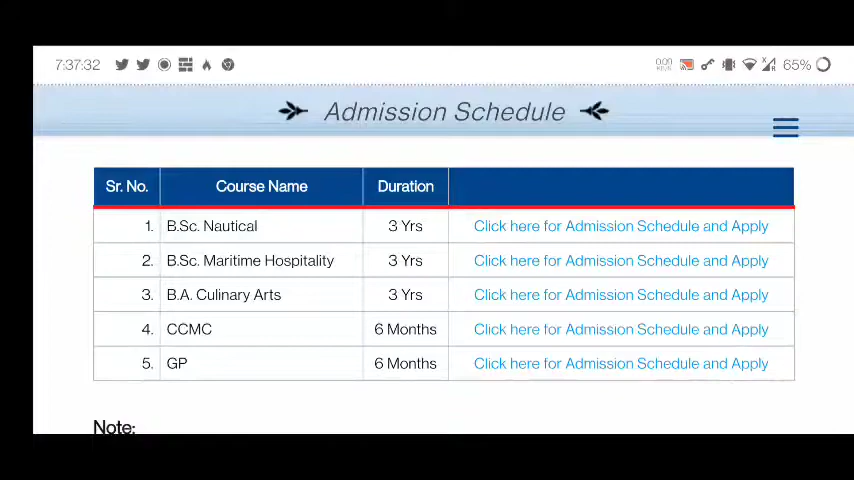 7:37:32
0.00
65%
Admission Schedule
Sr. No. Course Name Duration
1. B.Sc. Nautical 3 Yrs Click here for Admission Schedule and Apply
2. B.Sc. Maritime Hospitality 3 Yrs Click here for Admission Schedule and Apply
3. B.A. Culinary Arts 3 Yrs Click here for Admission Schedule and Apply
4. CCMC 6 Months Click here for Admission Schedule and Apply
5. GP 6 Months Click here for Admission Schedule and Apply
Note: